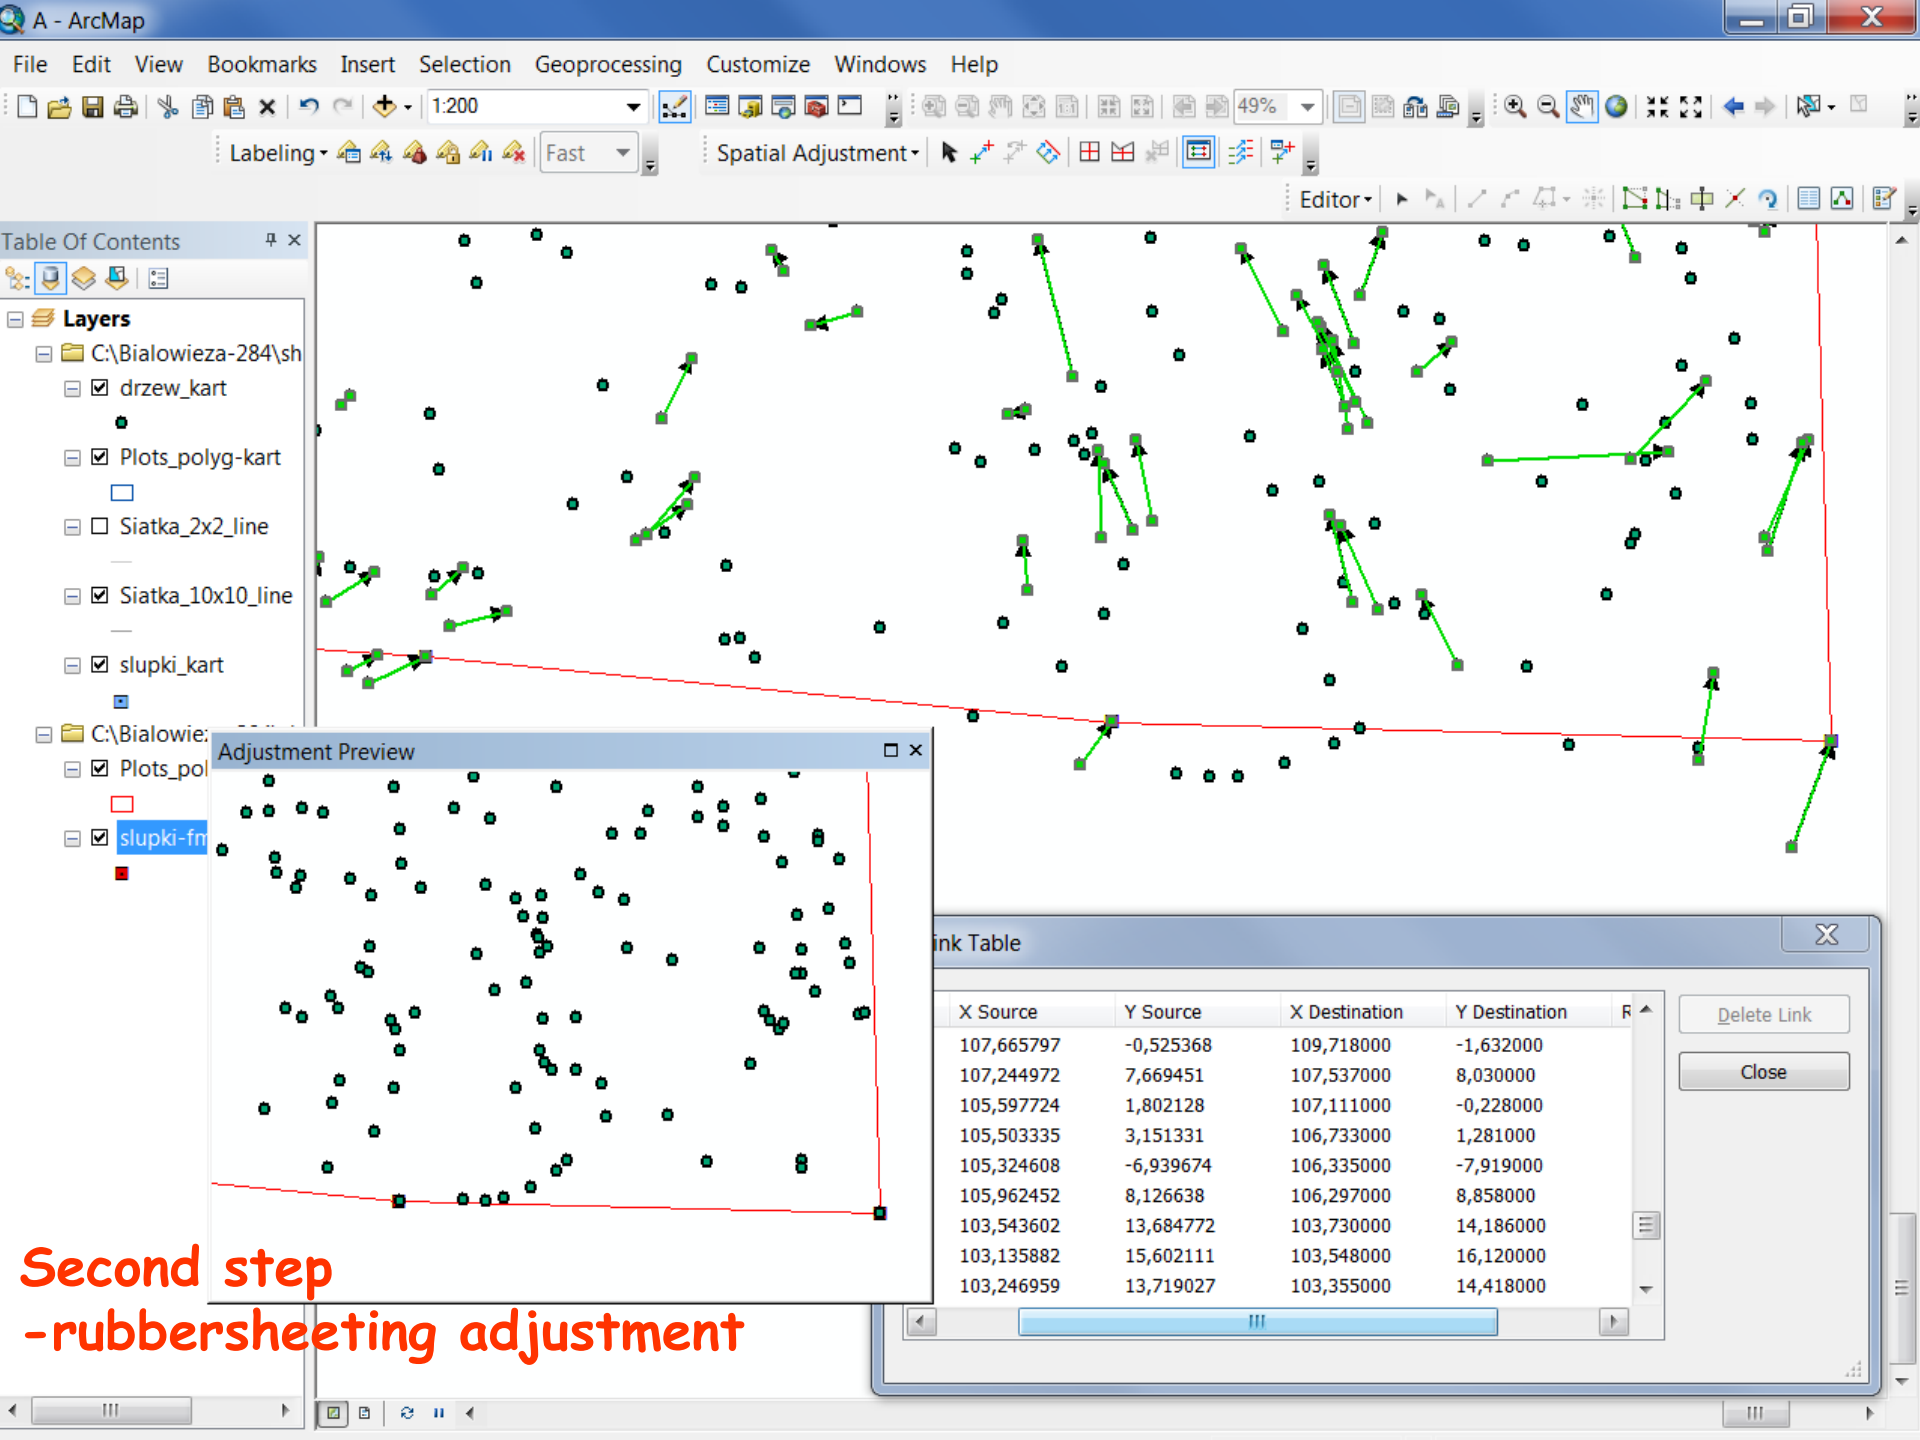 A - ArcMap
File Edit View Bookmarks Insert Selection Geoprocessing Customize Windows Help
1:200
49%
Labeling
Fast
Spatial Adjustment
Editor
Table Of Contents
Layers
C:\Bialowieza-284\sh
drzew_kart
Plots_polyg-kart
Siatka_2x2_line
Siatka_10x10_line
slupki_kart
C:\Bialowie
Plots_pol
slupki-fm
Adjustment Preview
ink Table
X Source Y Source X Destination Y Destination R
107,665797 -0,525368 109,718000 -1,632000
107,244972 7,669451 107,537000 8,030000
105,597724 1,802128 107,111000 -0,228000
105,503335 3,151331 106,733000 1,281000
105,324608 -6,939674 106,335000 -7,919000
105,962452 8,126638 106,297000 8,858000
103,543602 13,684772 103,730000 14,186000
103,135882 15,602111 103,548000 16,120000
103,246959 13,719027 103,355000 14,418000
Delete Link
Close
Second step
-rubbersheeting adjustment